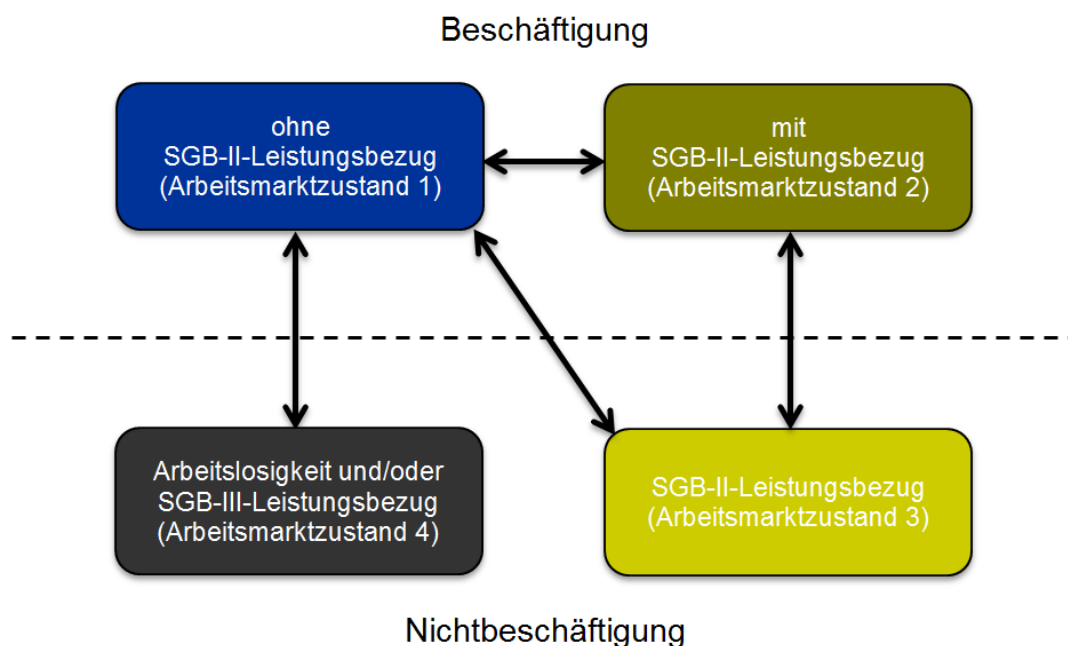 Beschäftigung
ohne
SGB-II-Leistungsbezug
(Arbeitsmarktzustand 1)
mit
SGB-II-Leistungsbezug
(Arbeitsmarktzustand 2)
Arbeitslosigkeit und/oder
SGB-III-Leistungsbezug
(Arbeitsmarktzustand 4)
SGB-II-Leistungsbezug
(Arbeitsmarktzustand 3)
Nichtbeschäftigung